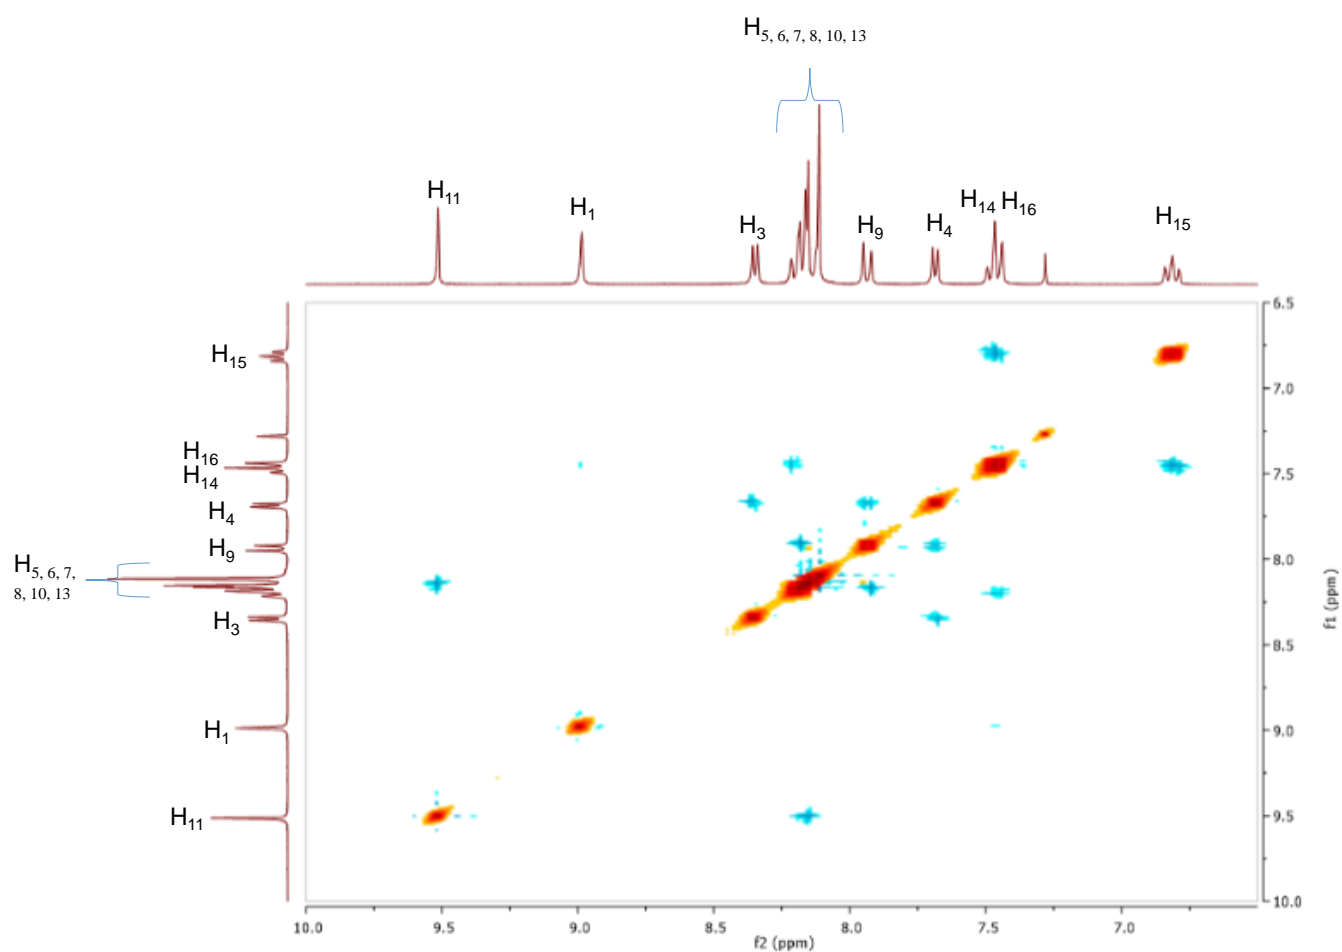 H5, 6, 7, 8, 10, 13
H11
H1
H3
H9
H4
H14 H16
H15
H15
H16
H14
H4
H9
H5, 6, 7,
8, 10, 13
H3
H1
H11
6.5
7.0
7.5
8.0
8.5
9.0
9.5
10.0
f1 (ppm)
10.0 9.5 9.0 8.5 8.0 7.5 7.0
f2 (ppm)